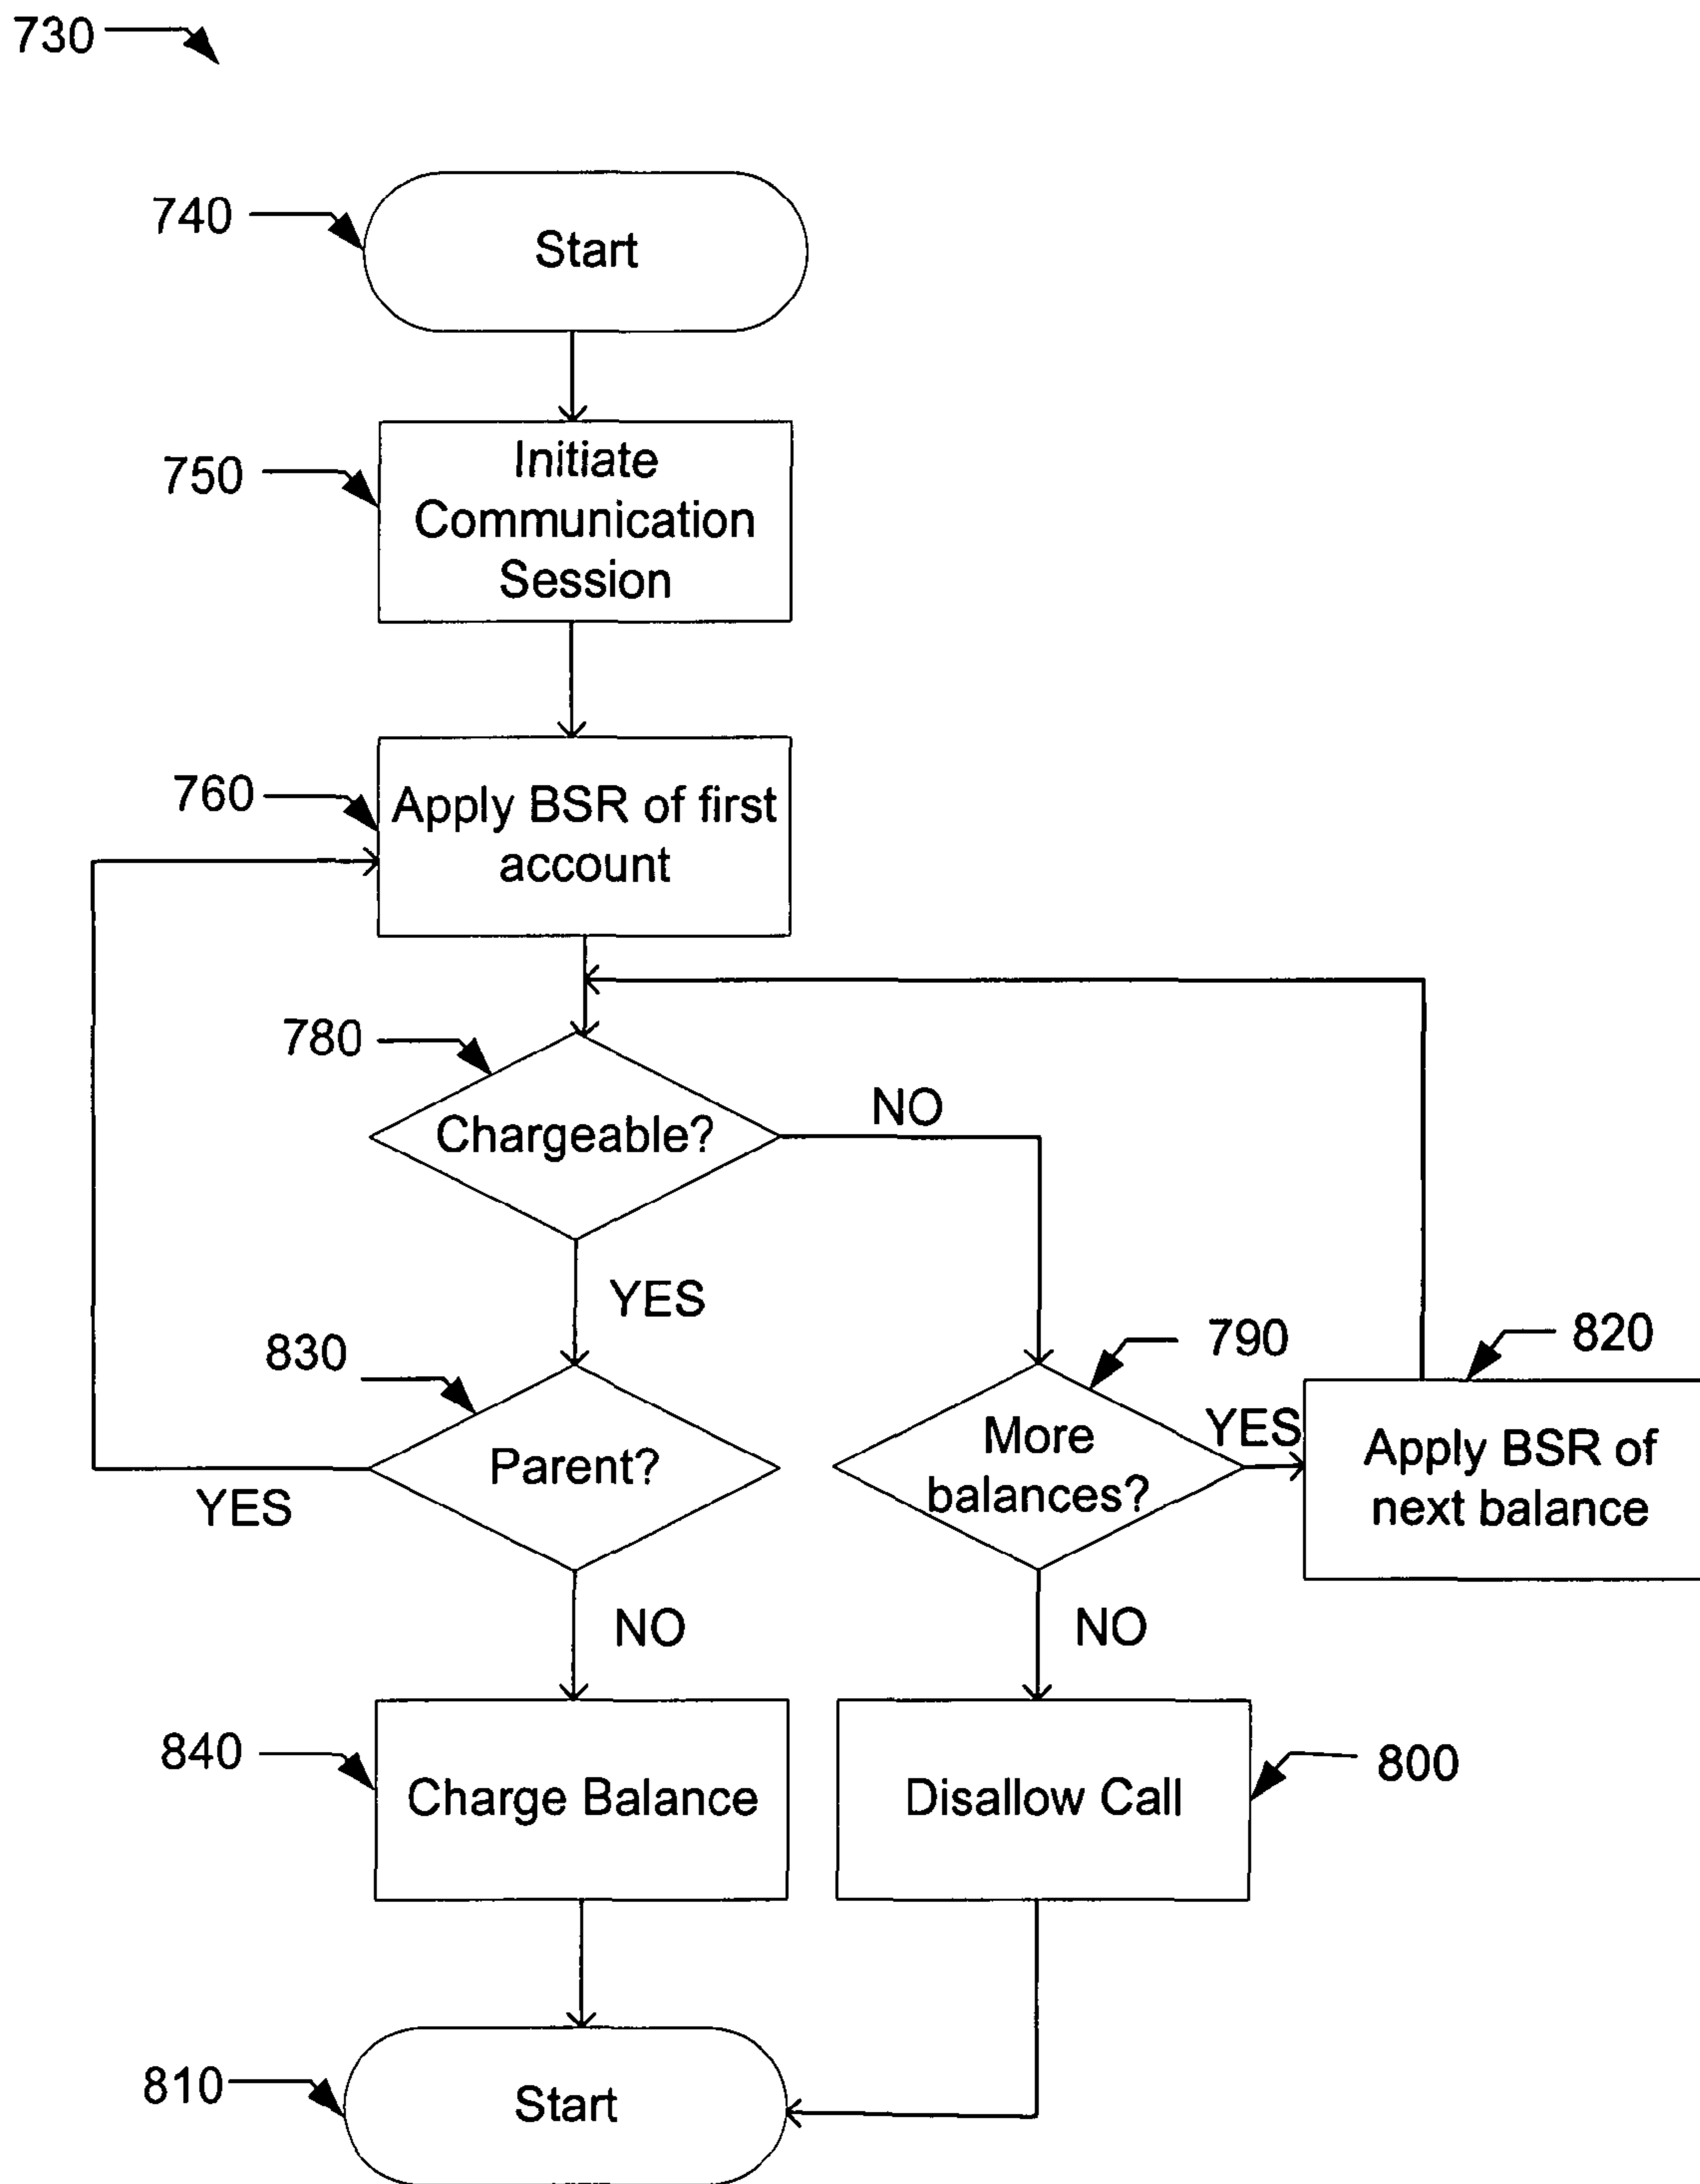 730
740
Start
750
Initiate
Communication
Session
760
Apply BSR of first
account
780
Chargeable?
NO
YES
830
790
820
Parent?
YES
More
balances?
YES
Apply BSR of
next balance
NO
NO
840
Charge Balance
Disallow Call
800
810
Start